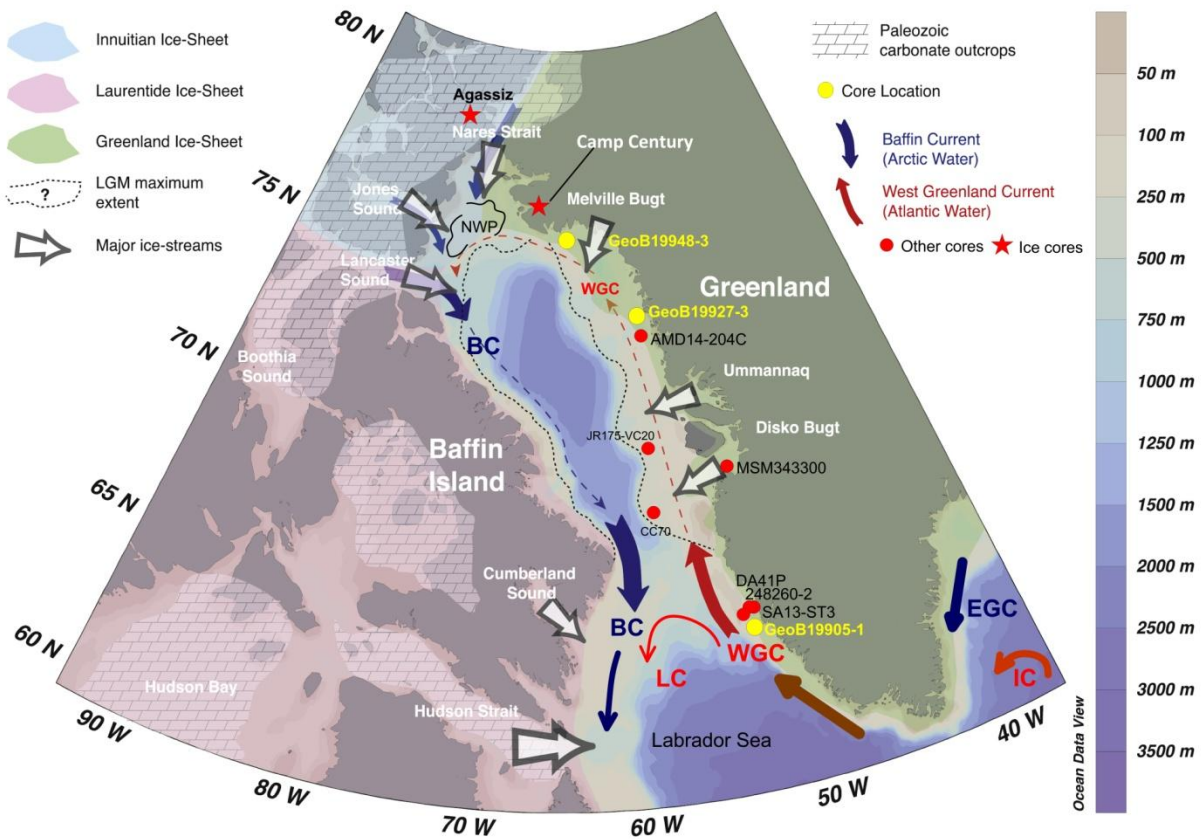 Innuitian Ice-Sheet
Laurentide Ice-Sheet
Greenland Ice-Sheet
?
LGM maximum
extent
Major ice-streams
80 N
75 N
70 N
65 N
60 N
90 W
80 W
70 W
60 W
50 W
40 W
Agassiz
Nares Strait
Camp Century
Melville Bugt
Jones
Sound
NWP
GeoB19948-3
Lancaster
Sound
WGC
Greenland
GeoB19927-3
AMD14-204C
BC
Boothia
Sound
Ummannaq
Baffin
Island
JR175-VC20
Disko Bugt
MSM343300
CC70
Cumberland
Sound
DA41P
248260-2
SA13-ST3
GeoB19905-1
EGC
BC
LC
WGC
IC
Hudson Bay
Hudson Strait
Labrador Sea
Paleozoic
carbonate outcrops
Core Location
Baffin Current
(Arctic Water)
West Greenland Current
(Atlantic Water)
Other cores
Ice cores
50 m
100 m
250 m
500 m
750 m
1000 m
1250 m
1500 m
2000 m
2500 m
3000 m
3500 m
Ocean Data View